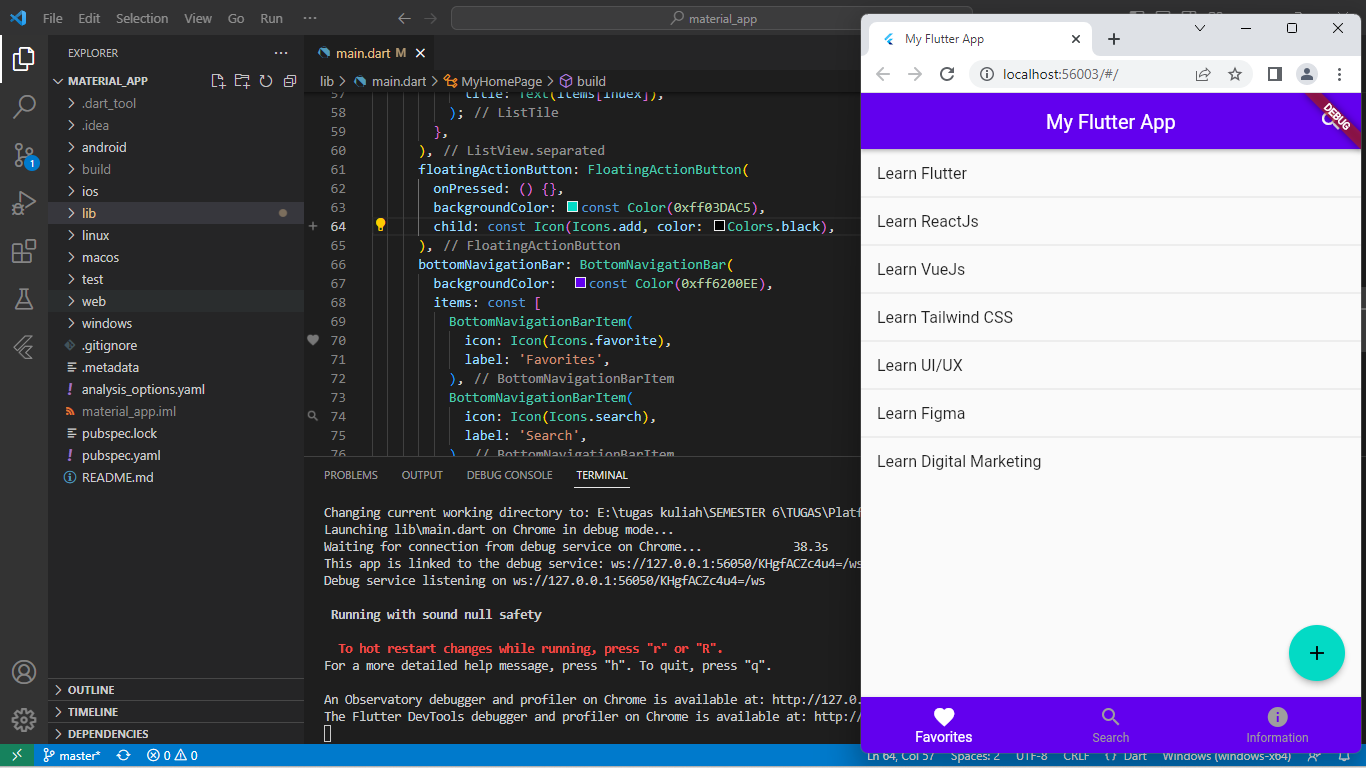 File Edit Selection View Go Run ··· material_app
EXPLORER
MATERIAL_APP
.dart_tool
.idea
android
build
ios
lib
linux
macos
test
web
windows
.gitignore
.metadata
analysis_options.yaml
material_app.iml
pubspec.lock
pubspec.yaml
README.md
OUTLINE
TIMELINE
DEPENDENCIES
1
main.dart M
lib > main.dart > MyHomePage > build
57 title: Text(items[index]),
58 ); // ListTile
59 },
60 ), // ListView.separated
61 floatingActionButton: FloatingActionButton(
62 onPressed: () {},
63 backgroundColor: const Color(0xff03DAC5),
64 child: const Icon(Icons.add, color: Colors.black),
65 ), // FloatingActionButton
66 bottomNavigationBar: BottomNavigationBar(
67 backgroundColor: const Color(0xff6200EE),
68 items: const [
69 BottomNavigationBarItem(
70 icon: Icon(Icons.favorite),
71 label: 'Favorites',
72 ), // BottomNavigationBarItem
73 BottomNavigationBarItem(
74 icon: Icon(Icons.search),
75 label: 'Search',
76 ), // BottomNavigationBarItem
PROBLEMS OUTPUT DEBUG CONSOLE TERMINAL
Changing current working directory to: E:\tugas kuliah\SEMESTER 6\TUGAS\Platf
Launching lib\main.dart on Chrome in debug mode...
Waiting for connection from debug service on Chrome... 38.3s
This app is linked to the debug service: ws://127.0.0.1:56050/KHgfACZc4u4=/ws
Debug service listening on ws://127.0.0.1:56050/KHgfACZc4u4=/ws
Running with sound null safety
To hot restart changes while running, press "r" or "R".
For a more detailed help message, press "h". To quit, press "q".
An Observatory debugger and profiler on Chrome is available at: http://127.0.
The Flutter DevTools debugger and profiler on Chrome is available at: http://
My Flutter App
localhost:56003/#/
My Flutter App
DEBUG
Learn Flutter
Learn ReactJs
Learn VueJs
Learn Tailwind CSS
Learn UI/UX
Learn Figma
Learn Digital Marketing
Favorites Search Information
master* 0 0 Ln 64, Col 57 Spaces: 2 UTF-8 CRLF { } Dart Windows (windows-x64)